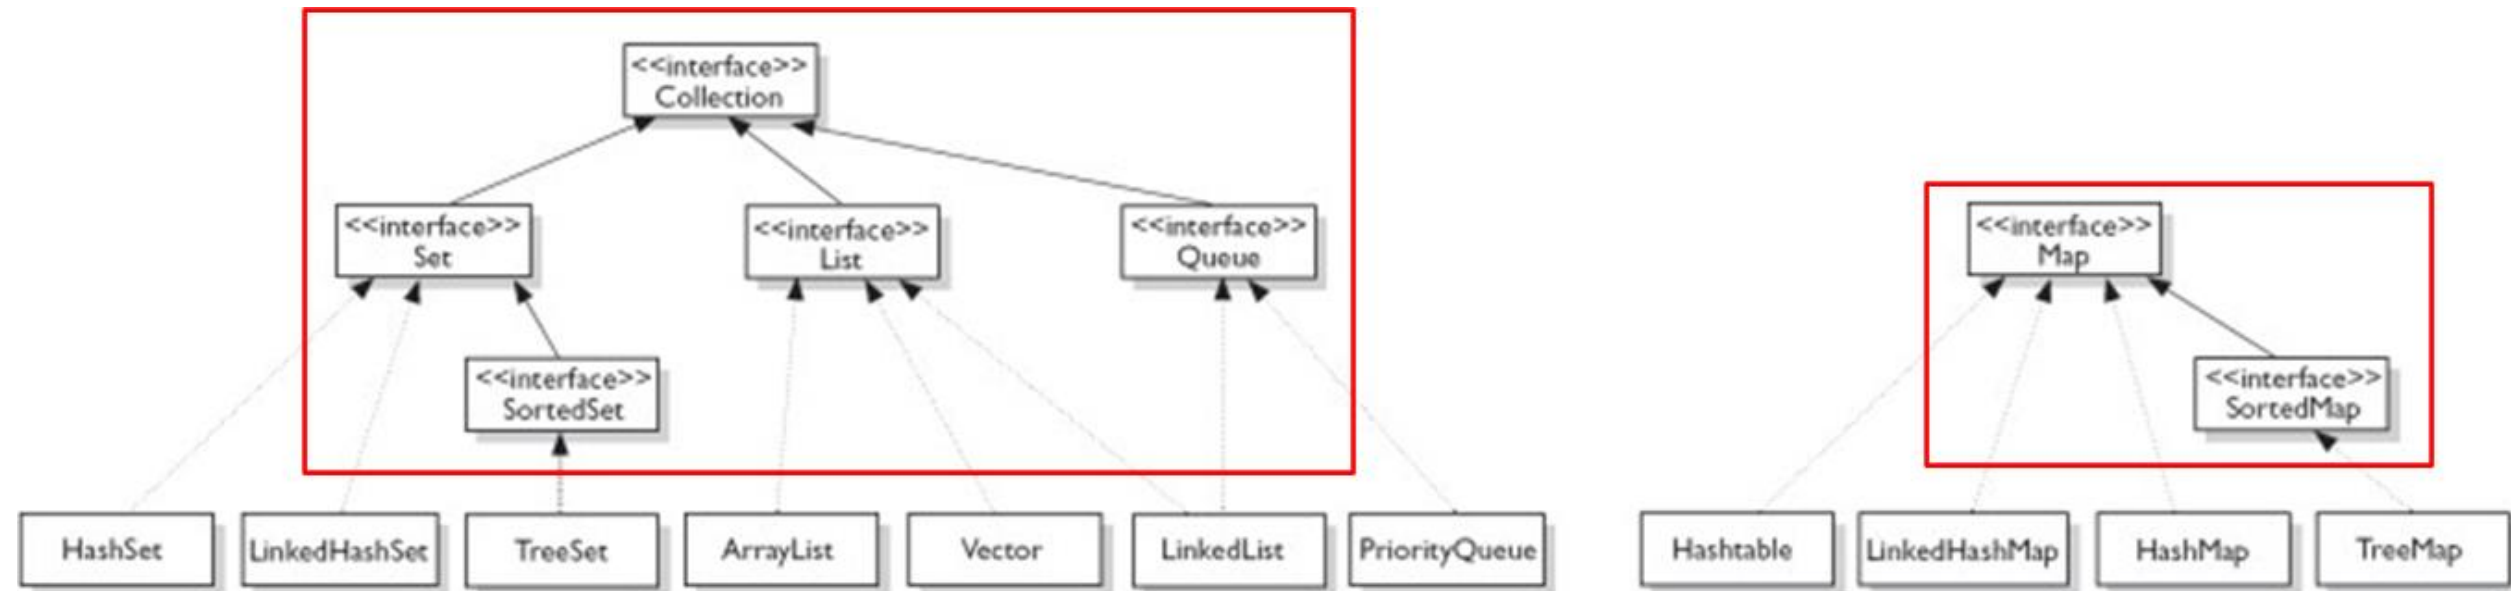 <<interface>>
Collection
<<interface>>
Set
<<interface>>
List
<<interface>>
Queue
<<interface>>
Map
<<interface>>
SortedSet
<<interface>>
SortedMap
HashSet
LinkedHashSet
TreeSet
ArrayList
Vector
LinkedList
PriorityQueue
Hashtable
LinkedHashMap
HashMap
TreeMap